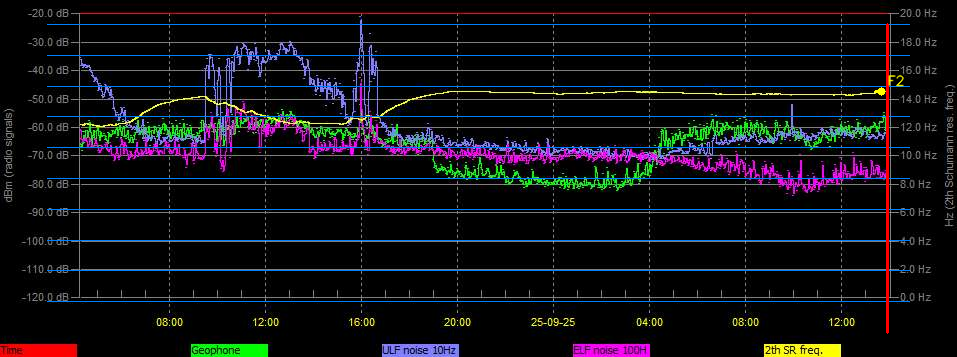 -20.0 dB 20.0 Hz
-30.0 dB 18.0 Hz
-40.0 dB 16.0 Hz
F2
-50.0 dB 14.0 Hz
-60.0 dB 12.0 Hz
-70.0 dB 10.0 Hz
-80.0 dB 8.0 Hz
-90.0 dB 6.0 Hz
-100.0 dB 4.0 Hz
-110.0 dB 2.0 Hz
-120.0 dB 0.0 Hz
dBm (radio signals)
Hz (2th Schumann res. freq.)
08:00 12:00 16:00 20:00 25-09-25 04:00 08:00 12:00
Time Geophone ULF noise 10Hz ELF noise 100H 2th SR freq.